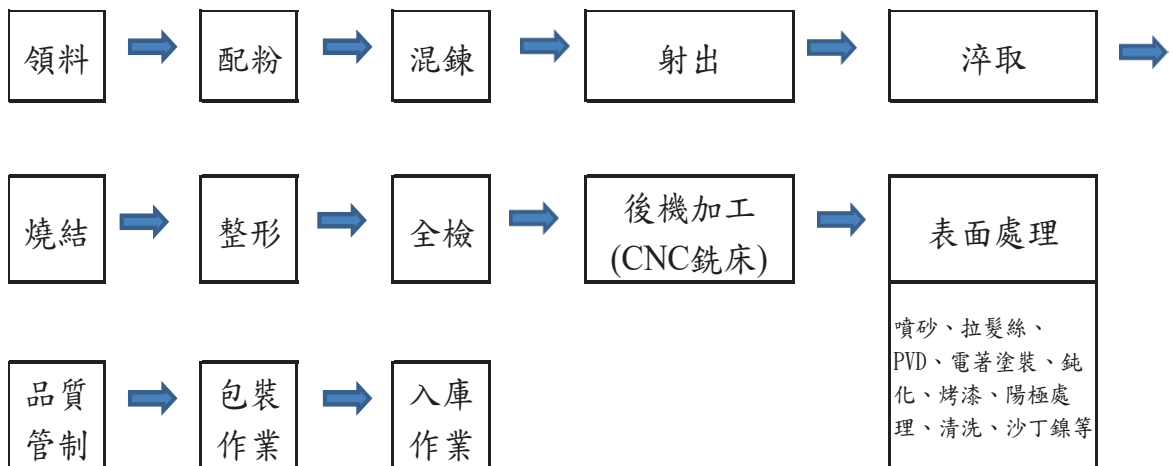 領料
配粉
混鍊
射出
淬取
燒結
整形
全檢
後機加工
(CNC銑床)
表面處理
噴砂、拉髮絲、
PVD、電著塗裝、鈍
化、烤漆、陽極處
理、清洗、沙丁鎳等
品質
管制
包裝
作業
入庫
作業